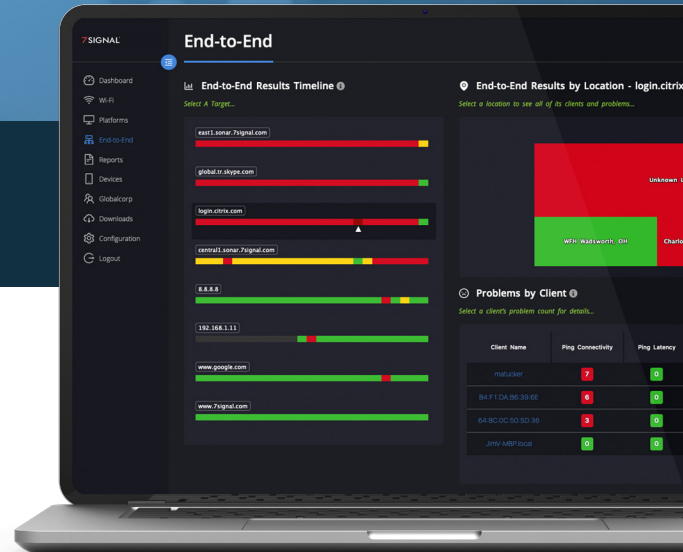 7SIGNAL
End-to-End
Dashboard
Wi-Fi
Platforms
End-to-End
Reports
Devices
Globalcorp
Downloads
Configuration
Logout
End-to-End Results Timeline
Select A Target...
east1.sonar.7signal.com
global.tr.skype.com
login.citrix.com
central1.sonar.7signal.com
8.8.8.8
192.168.1.11
www.google.com
www.7signal.com
End-to-End Results by Location - login.citrix
Select a location to see all of its clients and problems...
Unknown L
WFH Wadsworth, OH
Charlo
Problems by Client
Select a client's problem count for details...
Client Name Ping Connectivity Ping Latency
matucker 7 0
B4:F1:DA:B6:39:6E 6 0
64:BC:0C:50:5D:36 3 0
JimV-MBP.local 0 0